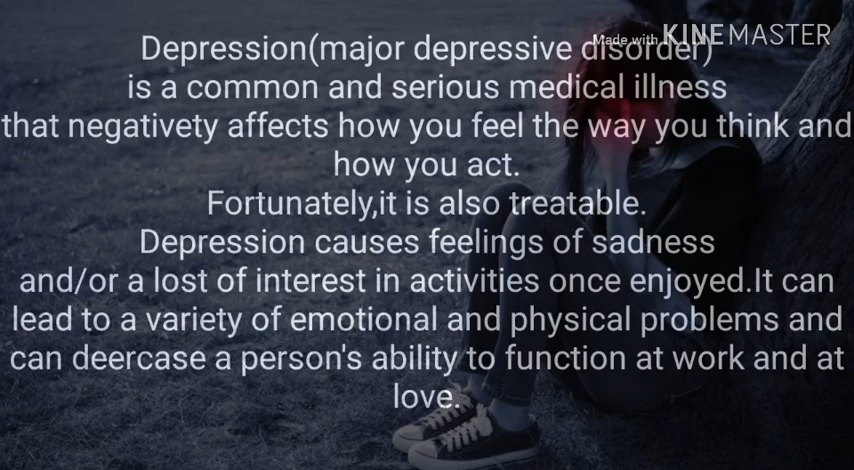 Made with KINEMASTER
Depression(major depressive disorder)
is a common and serious medical illness
that negativety affects how you feel the way you think and
how you act.
Fortunately,it is also treatable.
Depression causes feelings of sadness
and/or a lost of interest in activities once enjoyed.It can
lead to a variety of emotional and physical problems and
can deercase a person's ability to function at work and at
love.